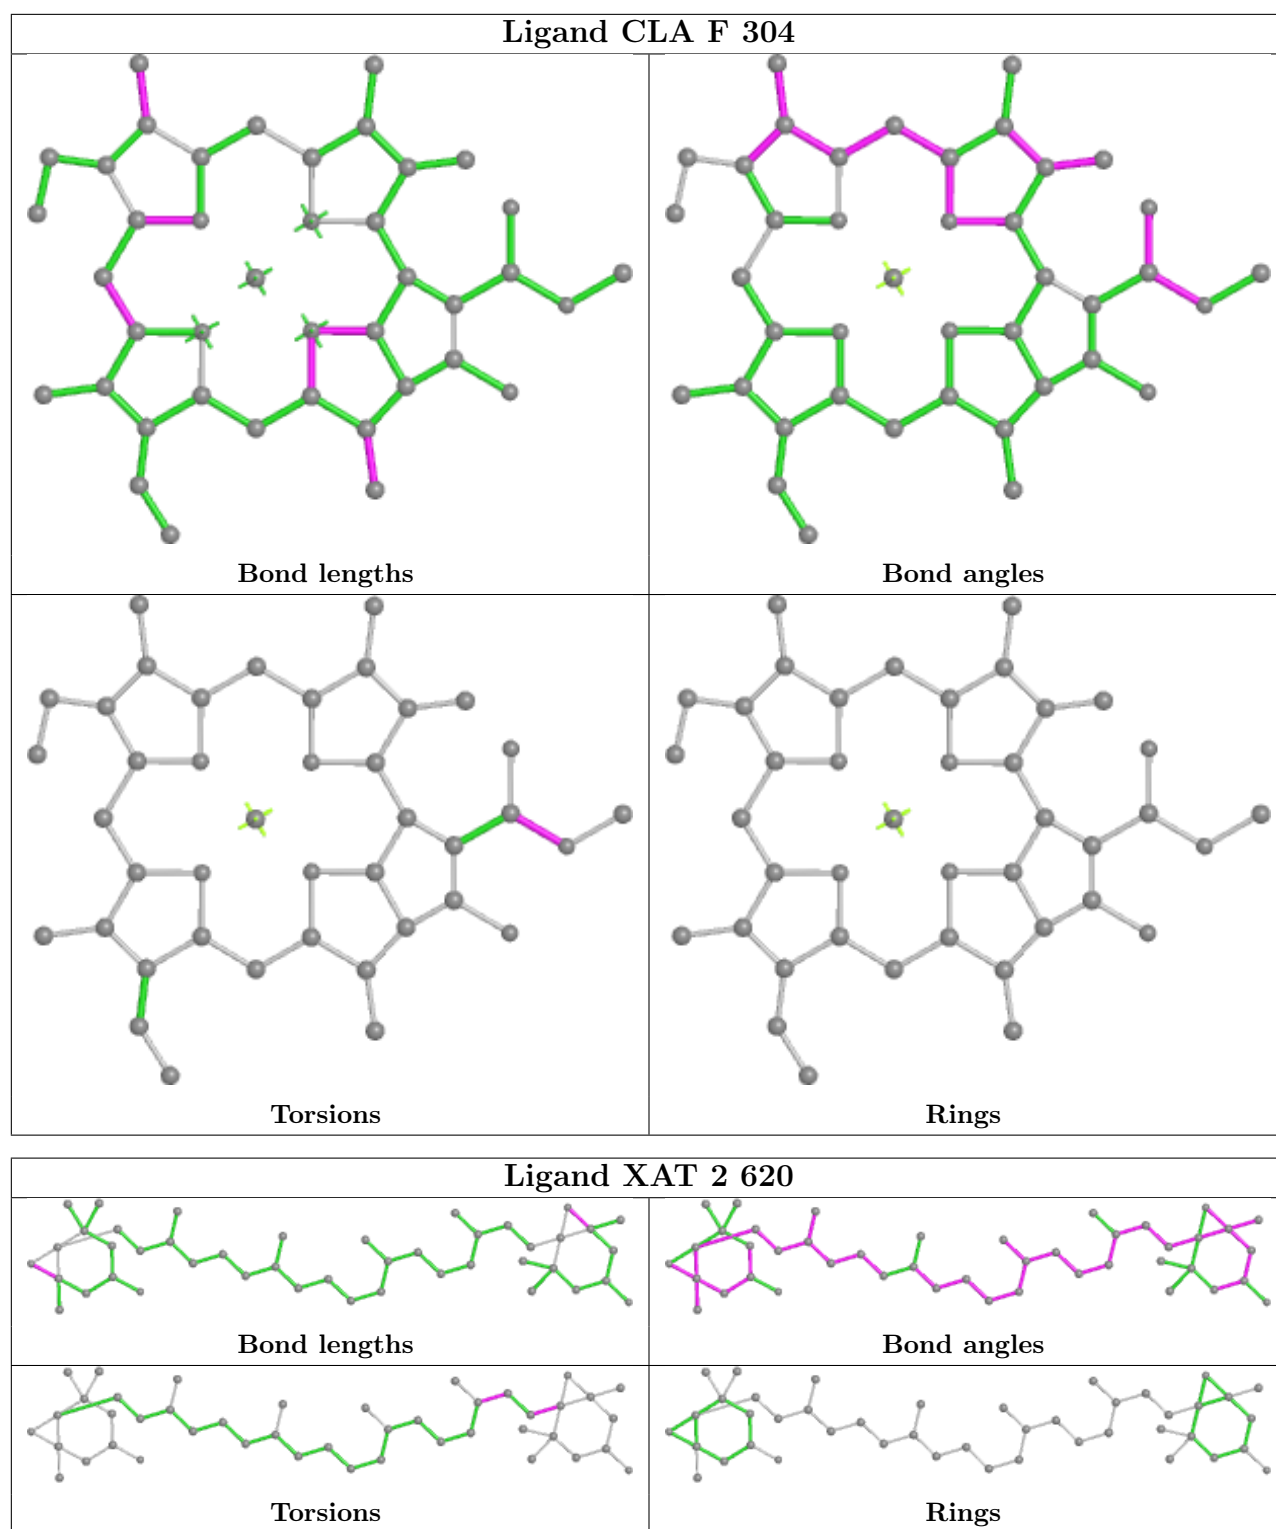 Ligand CLA F 304
Bond lengths
Bond angles
Torsions
Rings
Ligand XAT 2 620
Bond lengths
Bond angles
Torsions
Rings